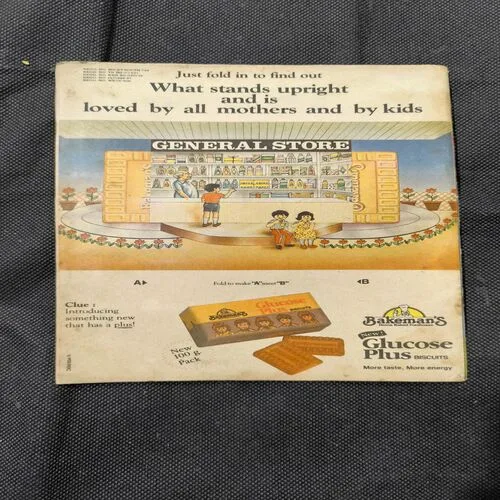 Just fold in to find out
What stands upright
and is
loved by all mothers and by kids
GENERAL STORE
A
Fold to make "A" meet "B"
B
Clue :
Introducing
something new
that has a plus!
BAKEMAN'S
Glucose
Plus
New
100 g
Pack
BAKEMAN'S
New!
Glucose
Plus BISCUITS
More taste, More energy